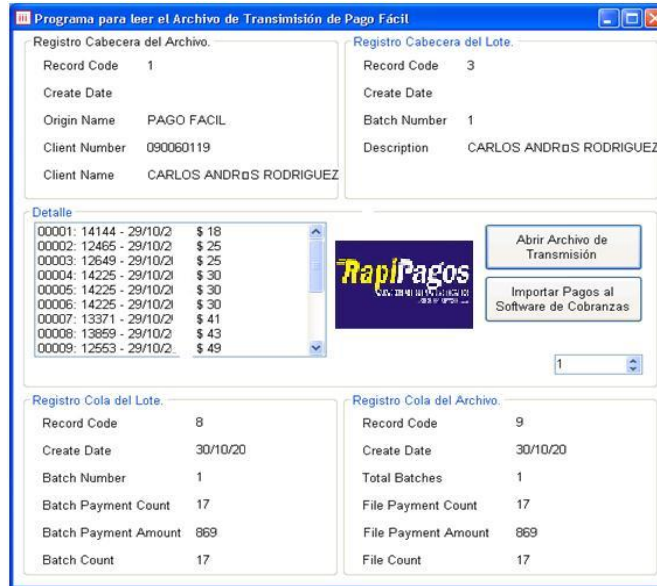 Programa para leer el Archivo de Transimisión de Pago Fácil
Registro Cabecera del Archivo.
Record Code 1
Create Date
Origin Name PAGO FACIL
Client Number 090060119
Client Name CARLOS ANDR¤S RODRIGUEZ
Registro Cabecera del Lote.
Record Code 3
Create Date
Batch Number 1
Description CARLOS ANDR¤S RODRIGUEZ
Detalle
00001: 14144 - 29/10/2 $ 18
00002: 12465 - 29/10/2 $ 25
00003: 12649 - 29/10/2 $ 25
00004: 14225 - 29/10/2 $ 30
00005: 14225 - 29/10/2 $ 30
00006: 14225 - 29/10/2 $ 30
00007: 13371 - 29/10/2 $ 41
00008: 13859 - 29/10/2 $ 43
00009: 12553 - 29/10/2 $ 49
RapiPagos
Abrir Archivo de
Transmisión
Importar Pagos al
Software de Cobranzas
1
Registro Cola del Lote.
Record Code 8
Create Date 30/10/20
Batch Number 1
Batch Payment Count 17
Batch Payment Amount 869
Batch Count 17
Registro Cola del Archivo.
Record Code 9
Create Date 30/10/20
Total Batches 1
File Payment Count 17
File Payment Amount 869
File Count 17